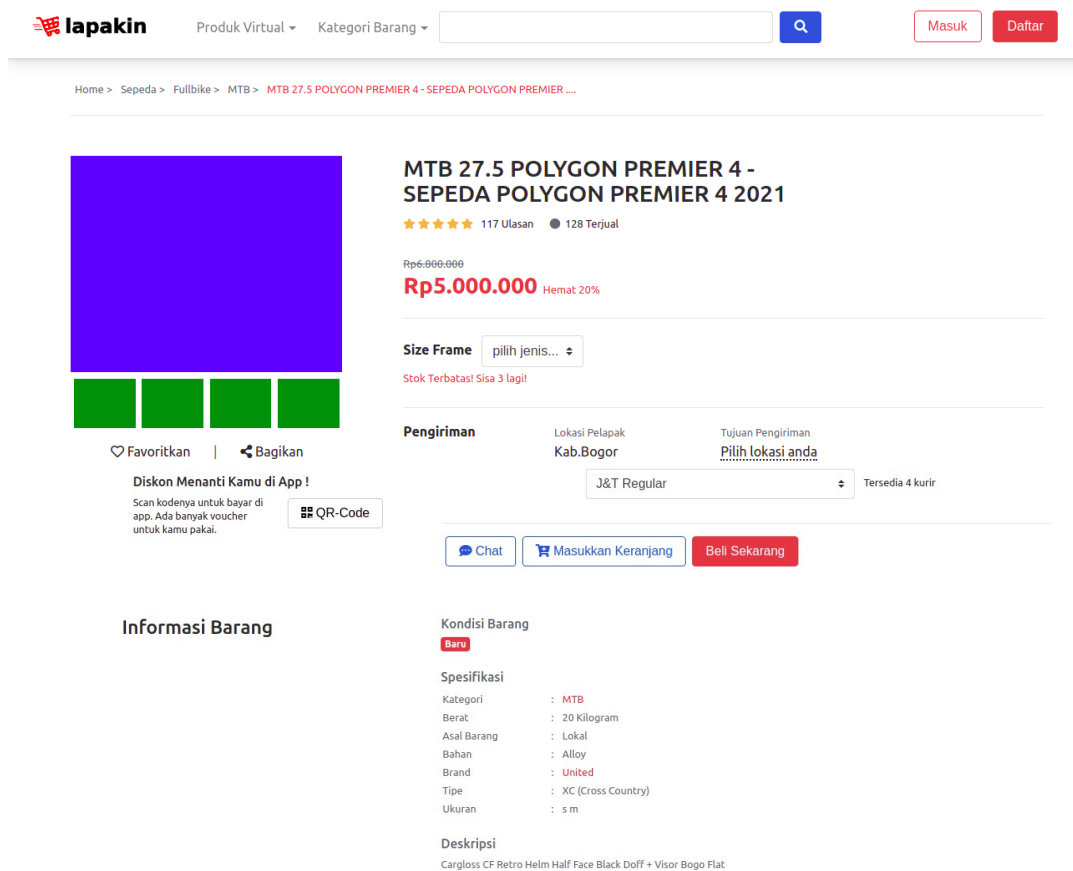 lapakin
Produk Virtual
Kategori Barang
Masuk
Daftar
Home > Sepeda > Fullbike > MTB > MTB 27.5 POLYGON PREMIER 4 - SEPEDA POLYGON PREMIER ....
MTB 27.5 POLYGON PREMIER 4 -
SEPEDA POLYGON PREMIER 4 2021
117 Ulasan
128 Terjual
Rp6.800.000
Rp5.000.000 Hemat 20%
Size Frame pilih jenis...
Stok Terbatas! Sisa 3 lagi!
Pengiriman
Lokasi Pelapak
Kab.Bogor
Tujuan Pengiriman
Pilih lokasi anda
J&T Regular
Tersedia 4 kurir
Favoritkan | Bagikan
Diskon Menanti Kamu di App !
Scan kodenya untuk bayar di
app. Ada banyak voucher
untuk kamu pakai.
QR-Code
Chat
Masukkan Keranjang
Beli Sekarang
Informasi Barang
Kondisi Barang
Baru
Spesifikasi
Kategori : MTB
Berat : 20 Kilogram
Asal Barang : Lokal
Bahan : Alloy
Brand : United
Tipe : XC (Cross Country)
Ukuran : s m
Deskripsi
Cargloss CF Retro Helm Half Face Black Doff + Visor Bogo Flat